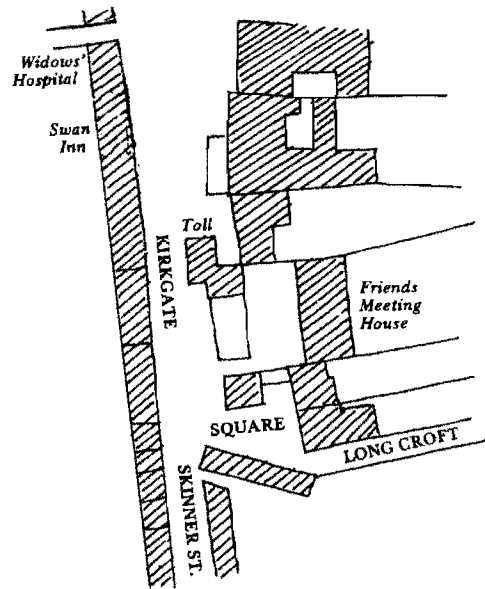 Widows'
Hospital
Swan
Inn
Toll
KIRKGATE
Friends
Meeting
House
SQUARE
LONG CROFT
SKINNER ST.